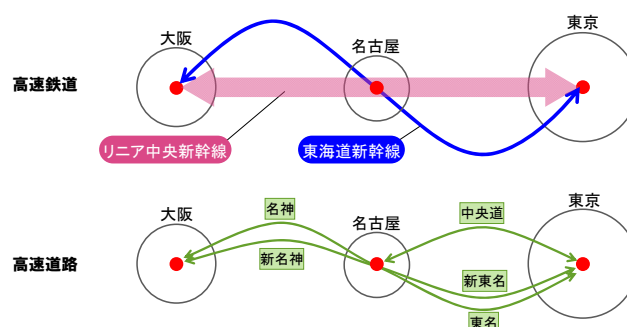 大阪
名古屋
東京
高速鉄道
リニア中央新幹線
東海道新幹線
大阪
名古屋
東京
名神
中央道
新名神
高速道路
新東名
東名